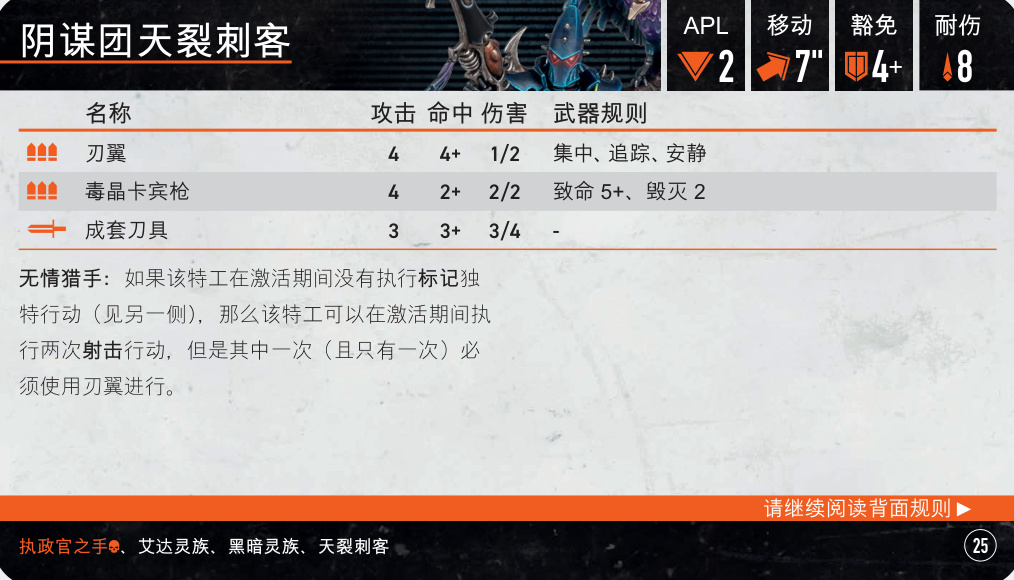 阴谋团天裂刺客
APL 移动 豁免 耐伤
2 7" 4+ 8
名称 攻击 命中 伤害 武器规则
刃翼 4 4+ 1/2 集中、追踪、安静
毒晶卡宾枪 4 2+ 2/2 致命 5+、毁灭 2
成套刀具 3 3+ 3/4 -
无情猎手：如果该特工在激活期间没有执行标记独
特行动（见另一侧），那么该特工可以在激活期间执
行两次射击行动，但是其中一次（且只有一次）必
须使用刃翼进行。
请继续阅读背面规则▶
执政官之手、艾达灵族、黑暗灵族、天裂刺客
25